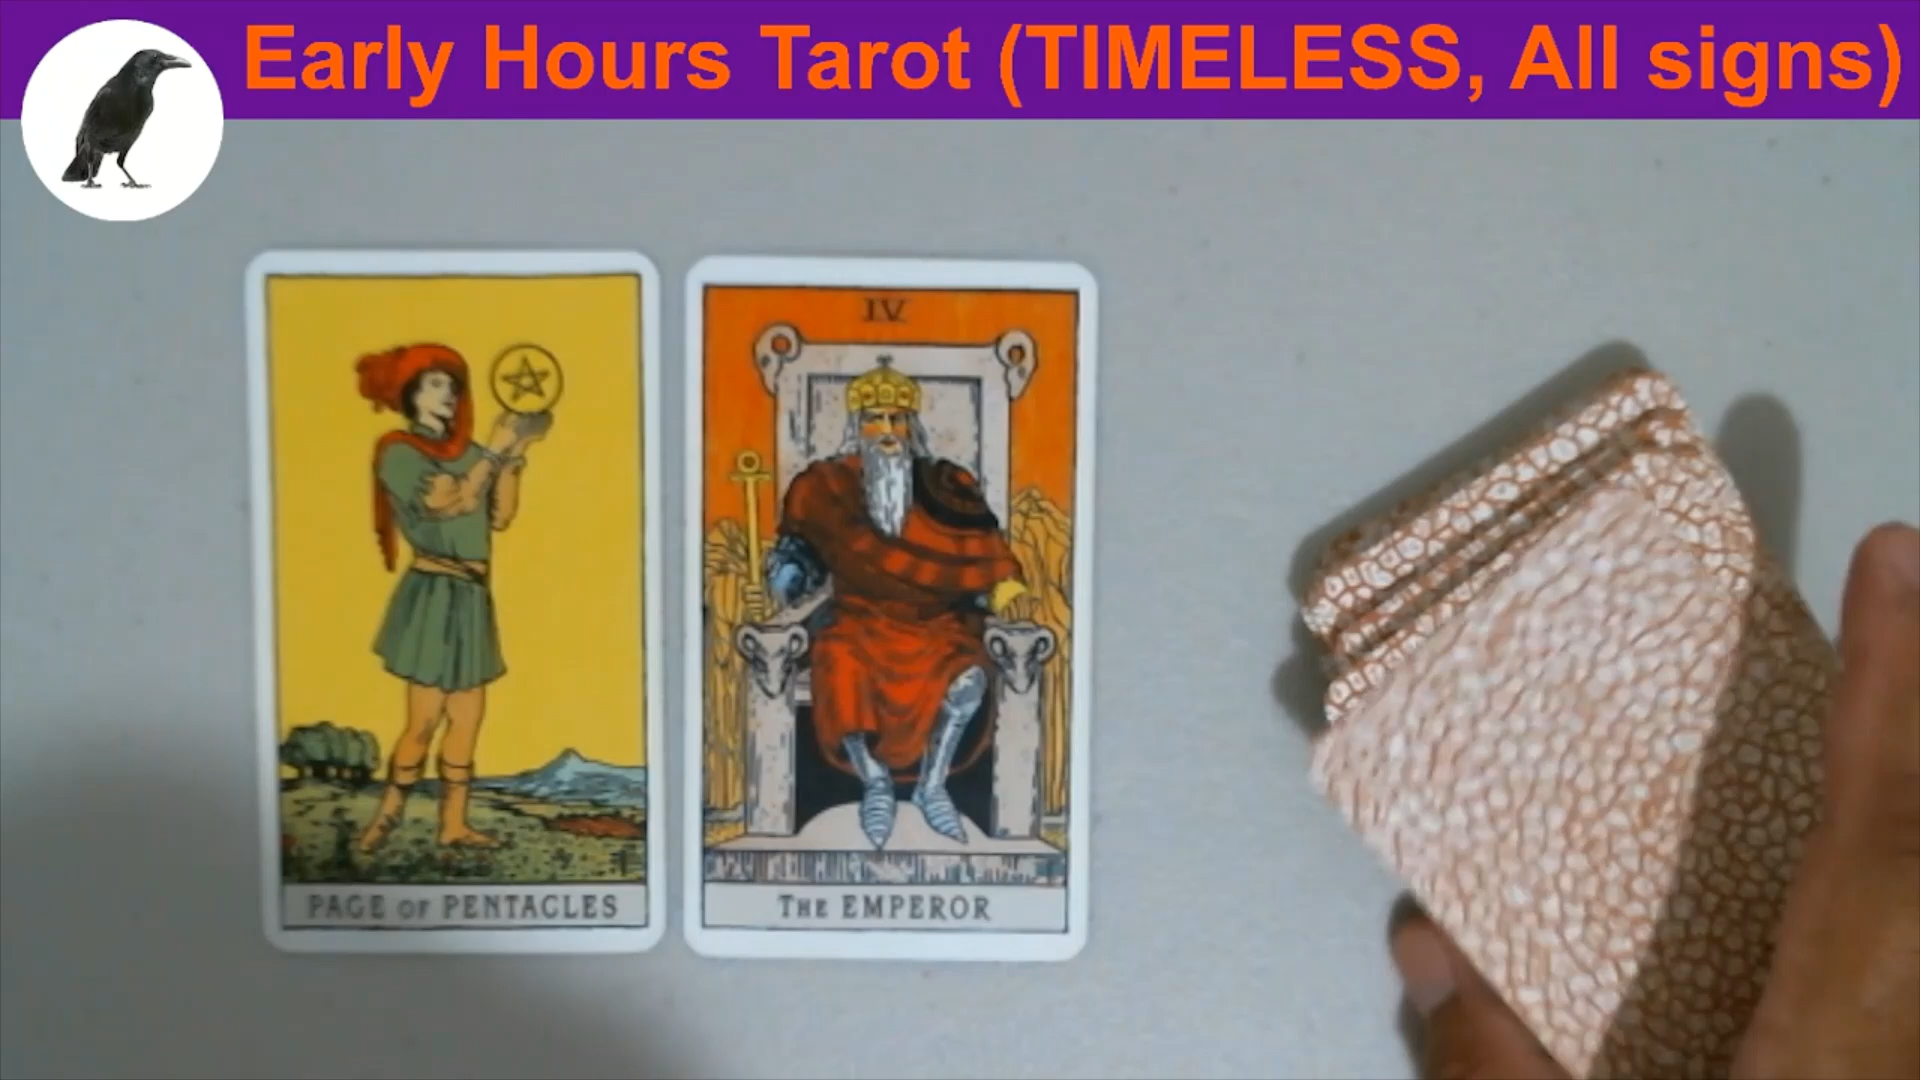 Early Hours Tarot (TIMELESS, All signs)
IV
PAGE OF PENTACLES
THE EMPEROR